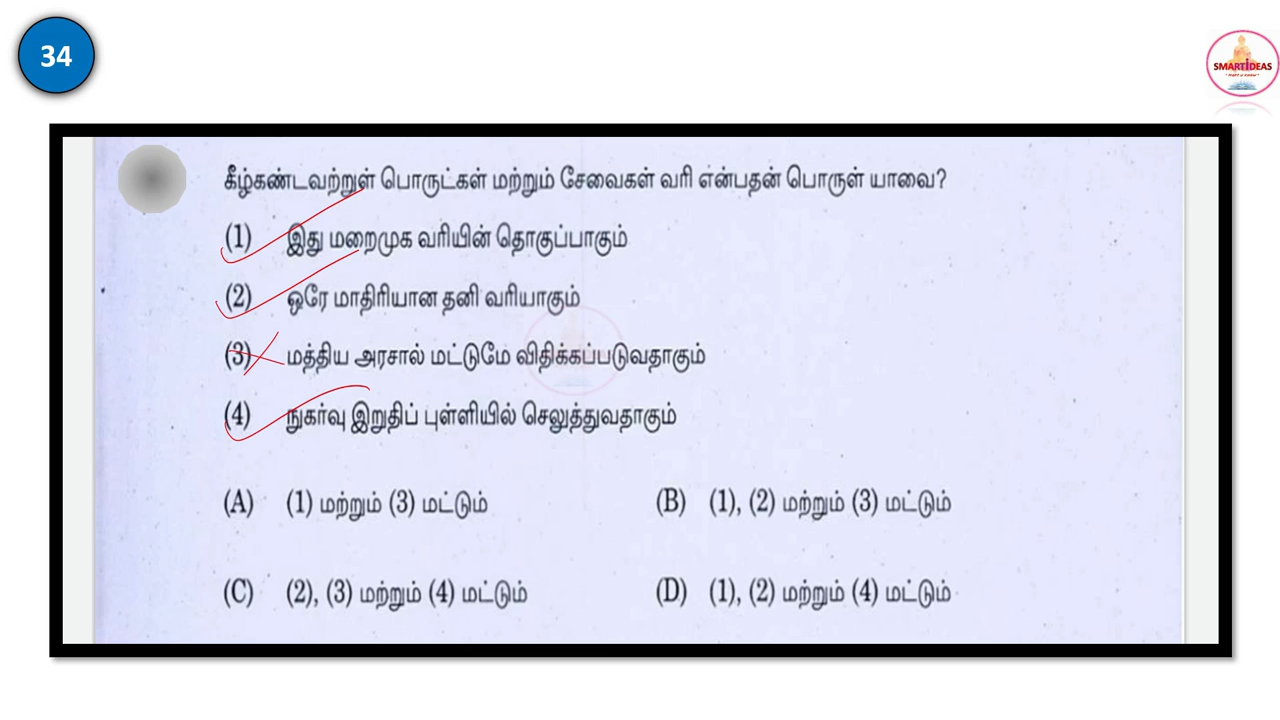 34
SMARTIDEAS
கீழ்கண்டவற்றுள் பொருட்கள் மற்றும் சேவைகள் வரி என்பதன் பொருள் யாவை?
(1) இது மறைமுக வரியின் தொகுப்பாகும்
(2) ஒரே மாதிரியான தனி வரியாகும்
(3) மத்திய அரசால் மட்டுமே விதிக்கப்படுவதாகும்
(4) நுகர்வு இறுதிப் புள்ளியில் செலுத்துவதாகும்
(A) (1) மற்றும் (3) மட்டும் (B) (1), (2) மற்றும் (3) மட்டும்
(C) (2), (3) மற்றும் (4) மட்டும் (D) (1), (2) மற்றும் (4) மட்டும்